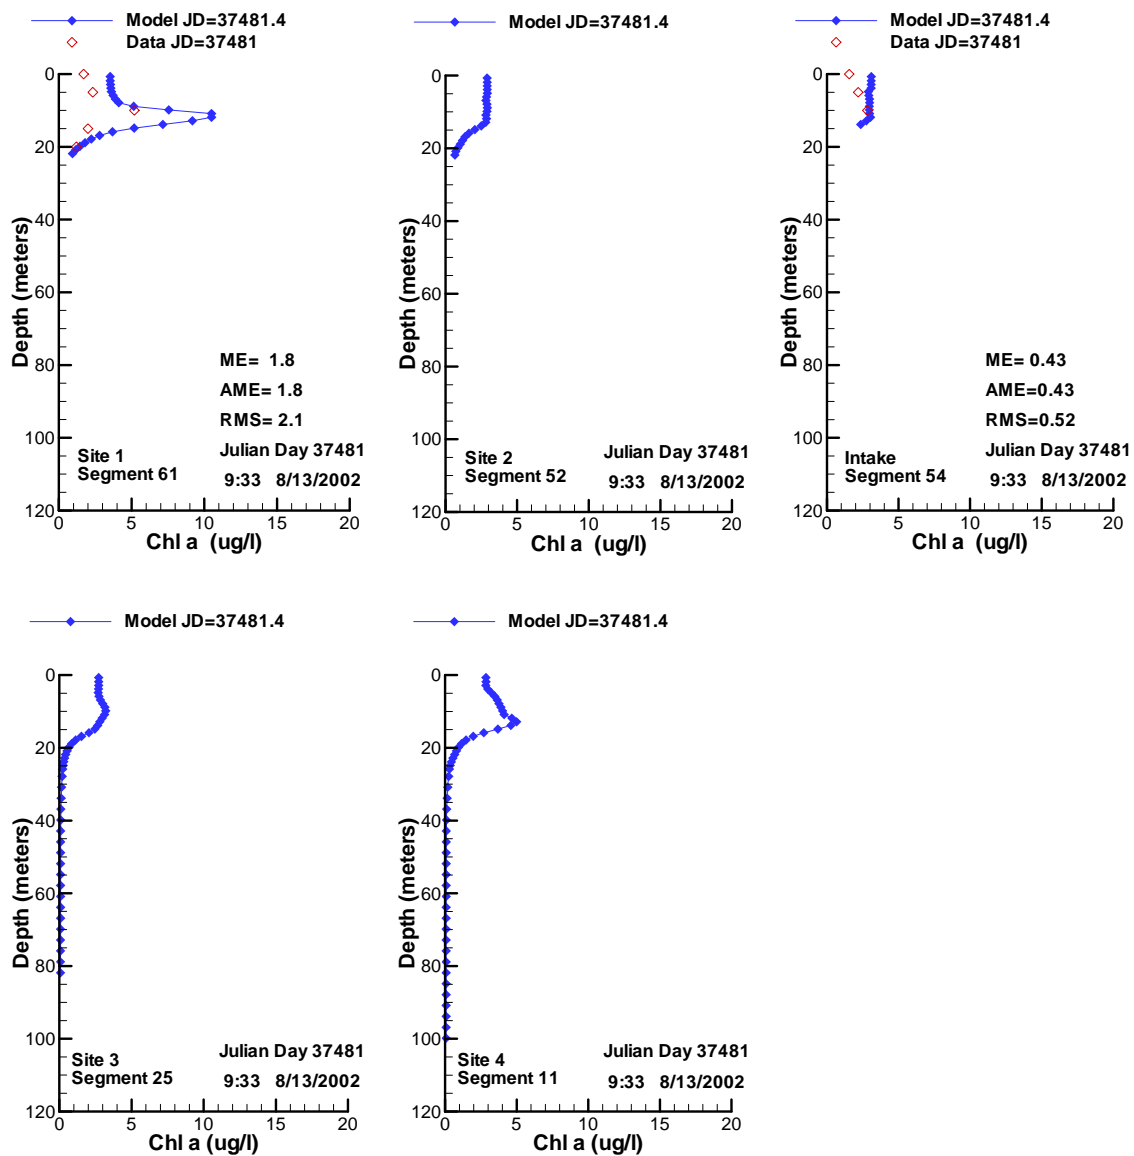 Model JD=37481.4
Data JD=37481
0
20
40
60
80
100
120
Depth (meters)
ME= 1.8
AME= 1.8
RMS= 2.1
Julian Day 37481
9:33 8/13/2002
Site 1
Segment 61
0 5 10 15 20
Chl a (ug/l)
Model JD=37481.4
0
20
40
60
80
100
120
Depth (meters)
Julian Day 37481
9:33 8/13/2002
Site 2
Segment 52
0 5 10 15 20
Chl a (ug/l)
Model JD=37481.4
Data JD=37481
0
20
40
60
80
100
120
Depth (meters)
ME= 0.43
AME=0.43
RMS=0.52
Julian Day 37481
9:33 8/13/2002
Intake
Segment 54
0 5 10 15 20
Chl a (ug/l)
Model JD=37481.4
0
20
40
60
80
100
120
Depth (meters)
Julian Day 37481
9:33 8/13/2002
Site 3
Segment 25
0 5 10 15 20
Chl a (ug/l)
Model JD=37481.4
0
20
40
60
80
100
120
Depth (meters)
Julian Day 37481
9:33 8/13/2002
Site 4
Segment 11
0 5 10 15 20
Chl a (ug/l)